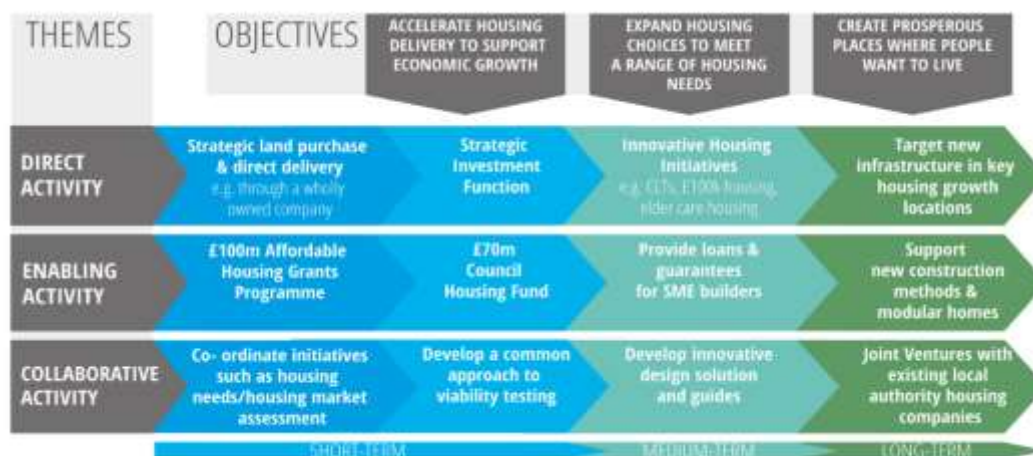 THEMES
OBJECTIVES
ACCELERATE HOUSING
DELIVERY TO SUPPORT
ECONOMIC GROWTH
EXPAND HOUSING
CHOICES TO MEET
A RANGE OF HOUSING
NEEDS
CREATE PROSPEROUS
PLACES WHERE PEOPLE
WANT TO LIVE
DIRECT
ACTIVITY
Strategic land purchase
& direct delivery
e.g. through a wholly
owned company
Strategic
Investment
Function
Innovative Housing
Initiatives
e.g. CLTs, £100k housing,
elder care housing
Target new
infrastructure in key
housing growth
locations
ENABLING
ACTIVITY
£100m Affordable
Housing Grants
Programme
£70m
Council
Housing Fund
Provide loans &
guarantees
for SME builders
Support
new construction
methods &
modular homes
COLLABORATIVE
ACTIVITY
Co- ordinate initiatives
such as housing
needs/housing market
assessment
Develop a common
approach to
viability testing
Develop innovative
design solution
and guides
Joint Ventures with
existing local
authority housing
companies
SHORT-TERM
MEDIUM-TERM
LONG-TERM